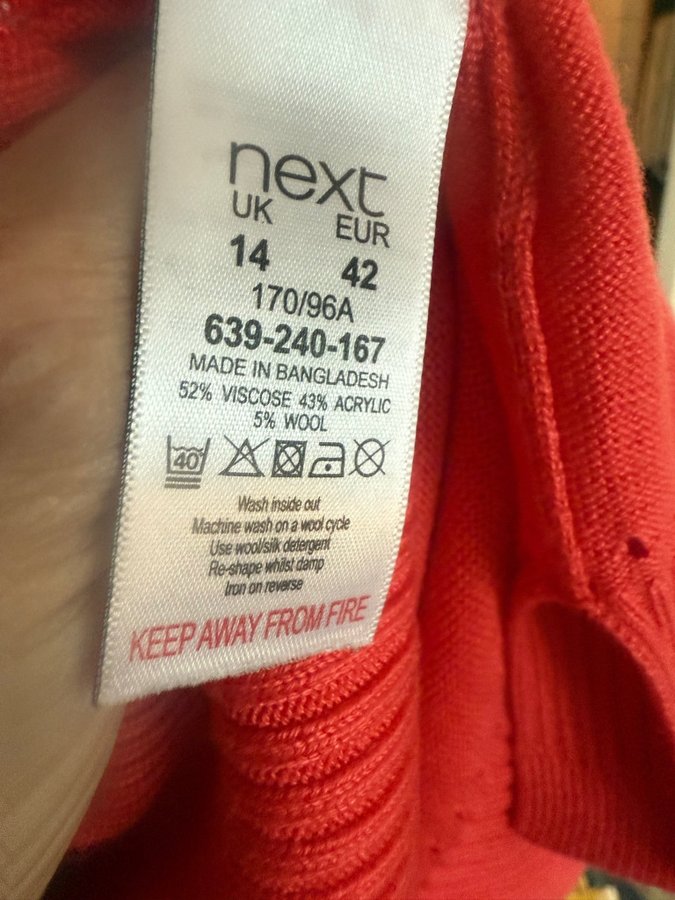 next
UK EUR
14 42
170/96A
639-240-167
MADE IN BANGLADESH
52% VISCOSE 43% ACRYLIC
5% WOOL
40
Wash inside out
Machine wash on a wool cycle
Use wool/silk detergent
Re-shape whilst damp
Iron on reverse
KEEP AWAY FROM FIRE